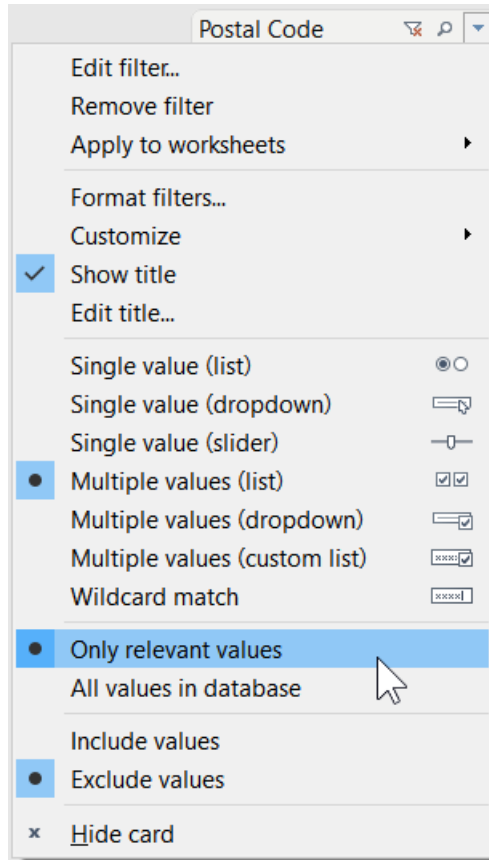 Postal Code
Edit filter...
Remove filter
Apply to worksheets
Format filters...
Customize
Show title
Edit title...
Single value (list)
Single value (dropdown)
Single value (slider)
Multiple values (list)
Multiple values (dropdown)
Multiple values (custom list)
Wildcard match
Only relevant values
All values in database
Include values
Exclude values
Hide card